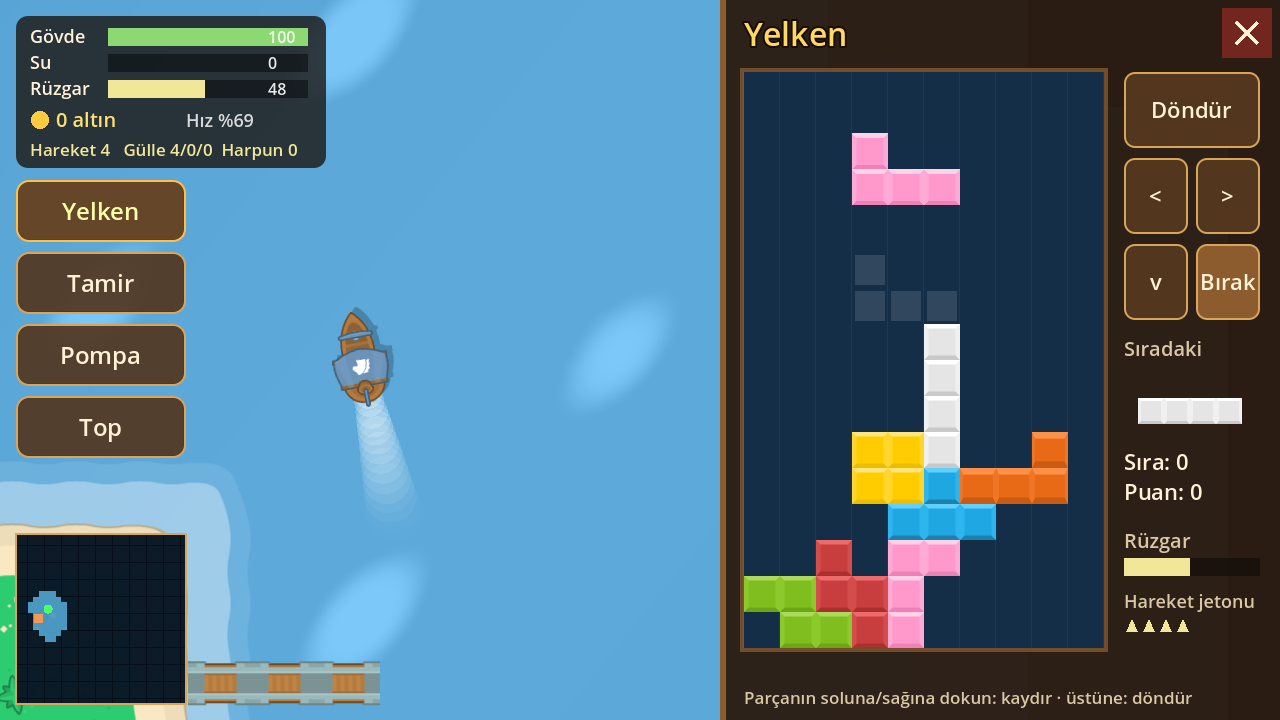 Gövde 100
Su 0
Rüzgar 48
0 altın Hız %69
Hareket 4 Gülle 4/0/0 Harpun 0
Yelken
Tamir
Pompa
Top
Yelken
Döndür
< >
v Bırak
Sıradaki
Sıra: 0
Puan: 0
Rüzgar
Hareket jetonu
Parçanın soluna/sağına dokun: kaydır · üstüne: döndür